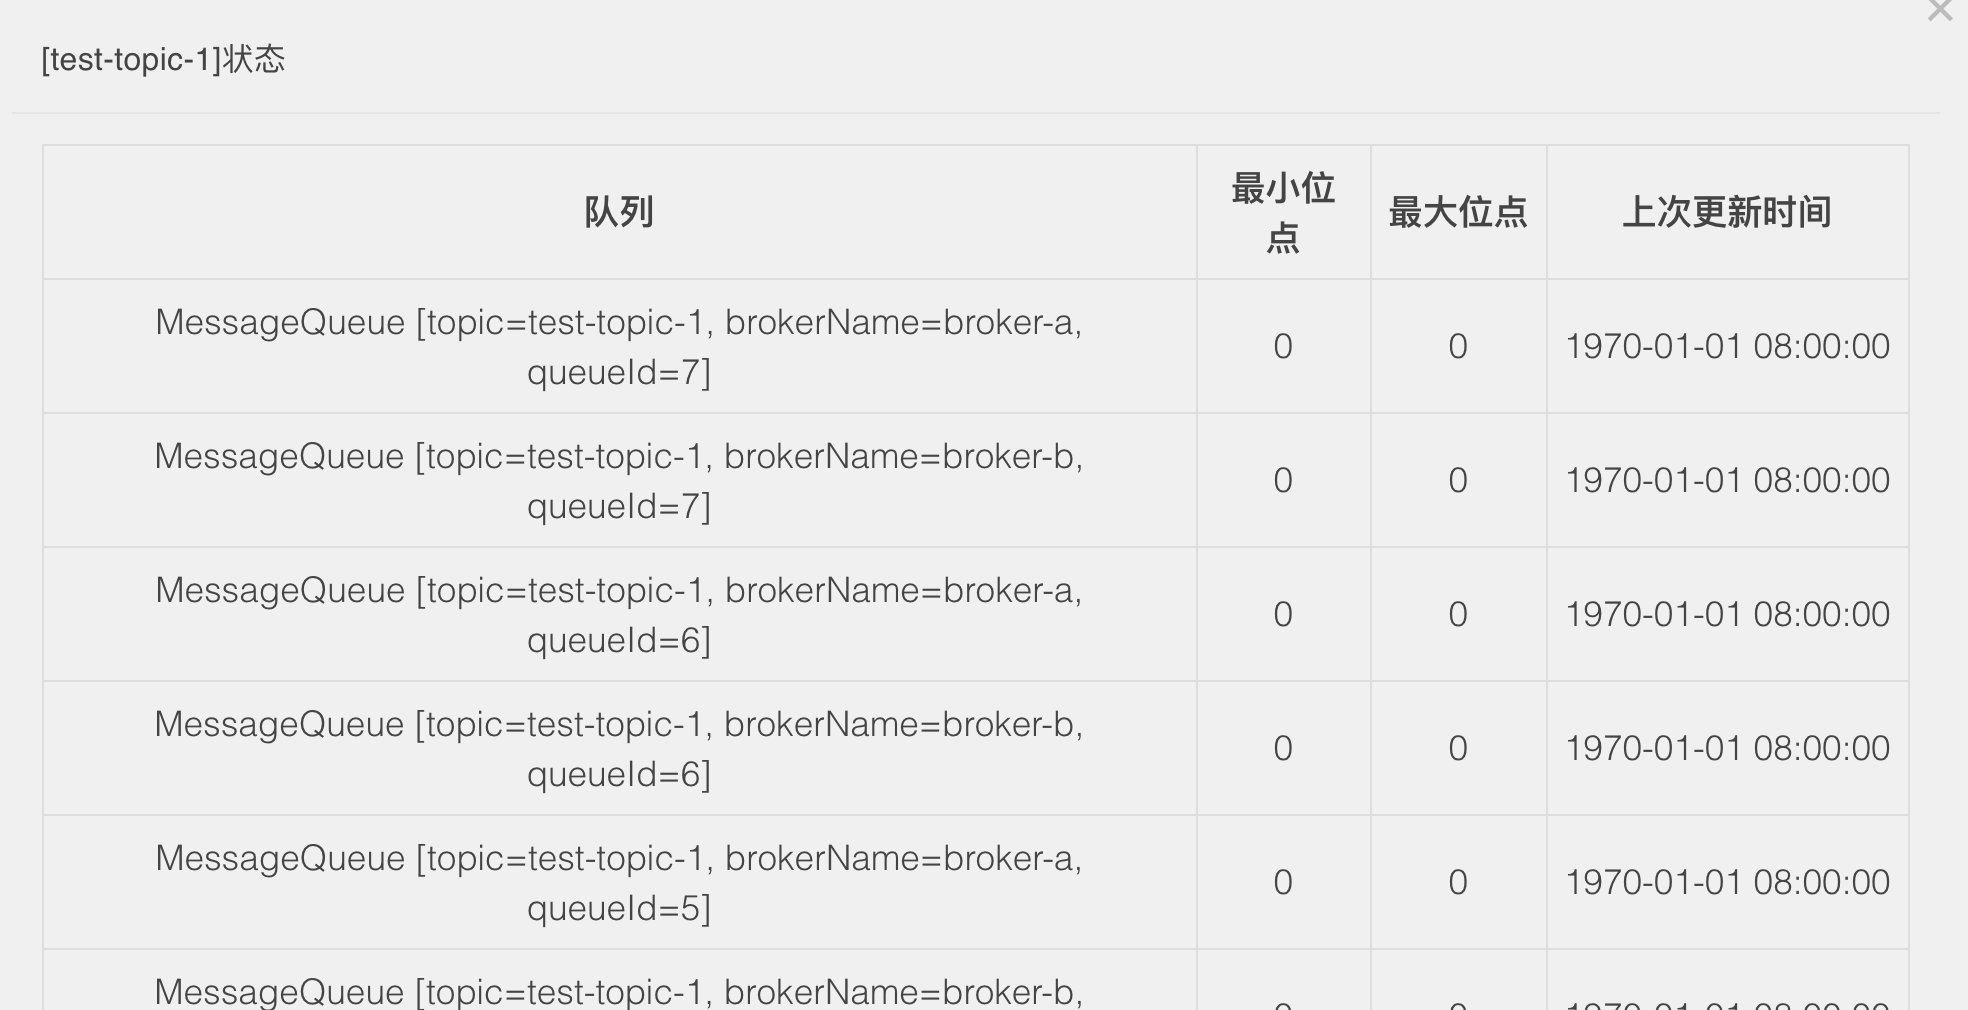 [test-topic-1]状态
队列
最小位
点
最大位点
上次更新时间
MessageQueue [topic=test-topic-1, brokerName=broker-a,
queueId=7]
0
0
1970-01-01 08:00:00
MessageQueue [topic=test-topic-1, brokerName=broker-b,
queueId=7]
0
0
1970-01-01 08:00:00
MessageQueue [topic=test-topic-1, brokerName=broker-a,
queueId=6]
0
0
1970-01-01 08:00:00
MessageQueue [topic=test-topic-1, brokerName=broker-b,
queueId=6]
0
0
1970-01-01 08:00:00
MessageQueue [topic=test-topic-1, brokerName=broker-a,
queueId=5]
0
0
1970-01-01 08:00:00
MessageQueue [topic=test-topic-1, brokerName=broker-b,